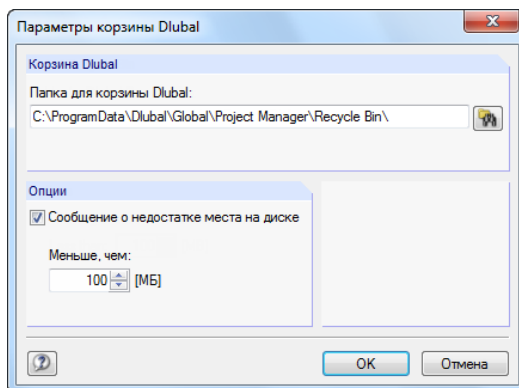 Параметры корзины Dlubal
Корзина Dlubal
Папка для корзины Dlubal:
C:\ProgramData\Dlubal\Global\Project Manager\Recycle Bin\
Опции
Сообщение о недостатке места на диске
Меньше, чем:
100 [МБ]
OK Отмена